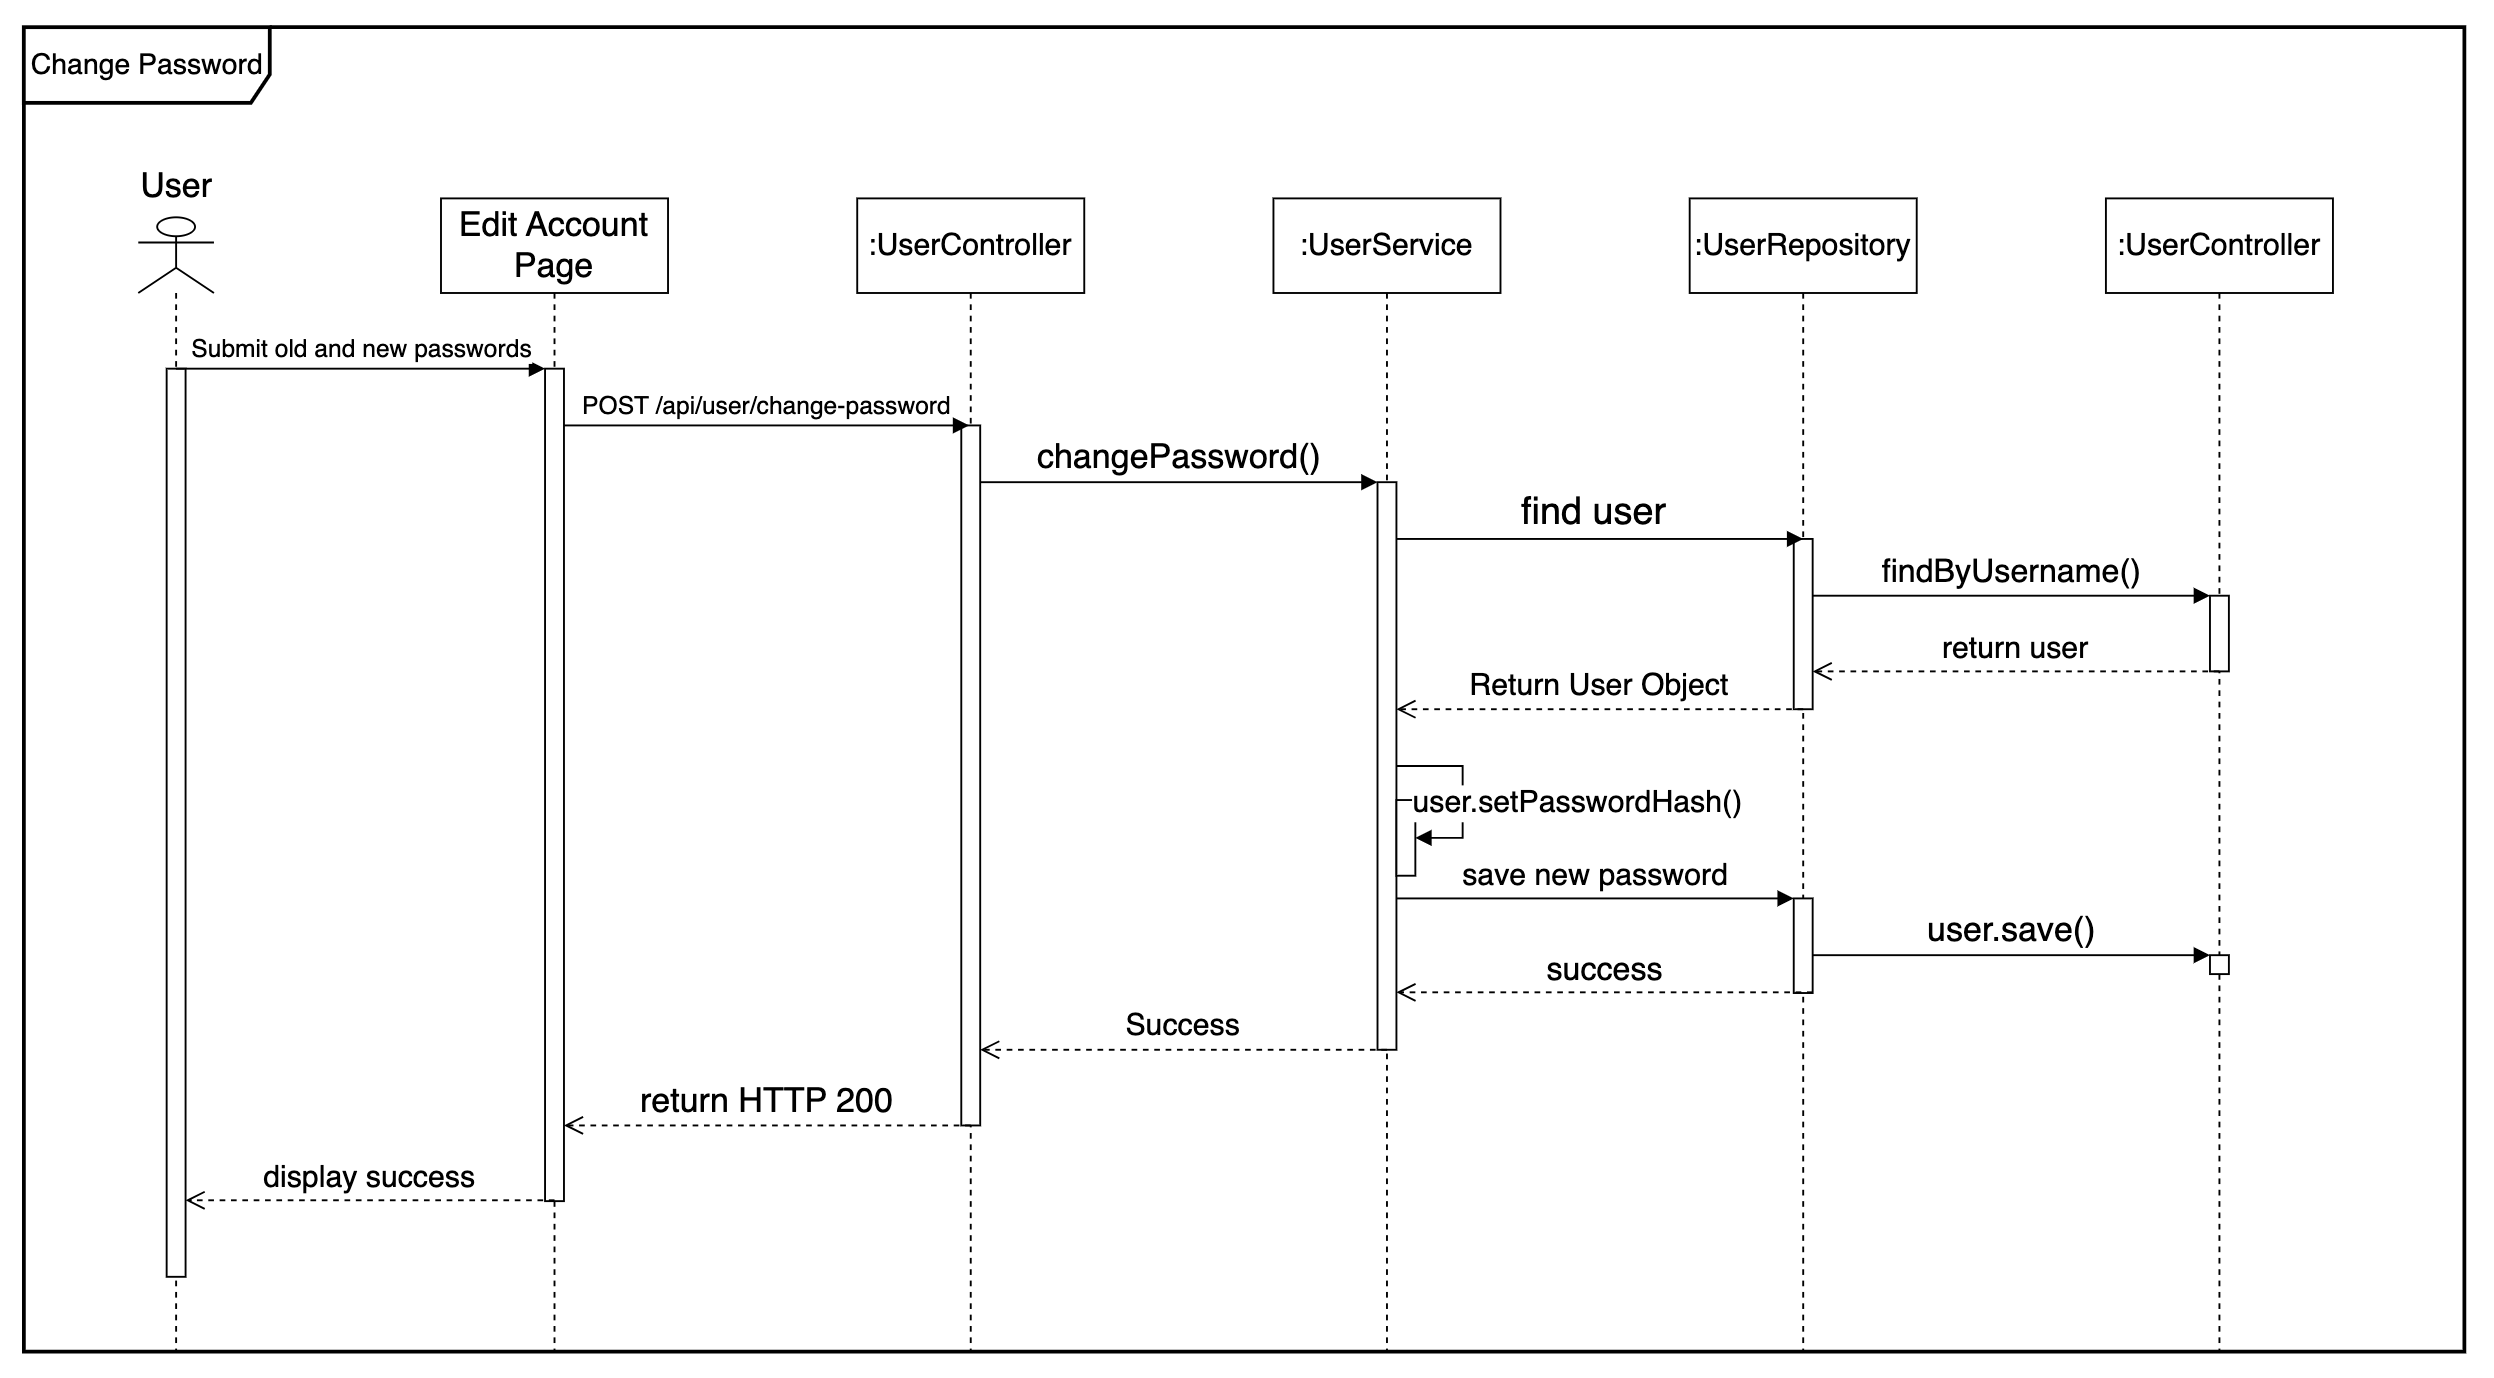 Change Password
User
Edit Account
Page
:UserController
:UserService
:UserRepository
:UserController
Submit old and new passwords
POST /api/user/change-password
changePassword()
find user
findByUsername()
return user
Return User Object
user.setPasswordHash()
save new password
user.save()
success
Success
return HTTP 200
display success